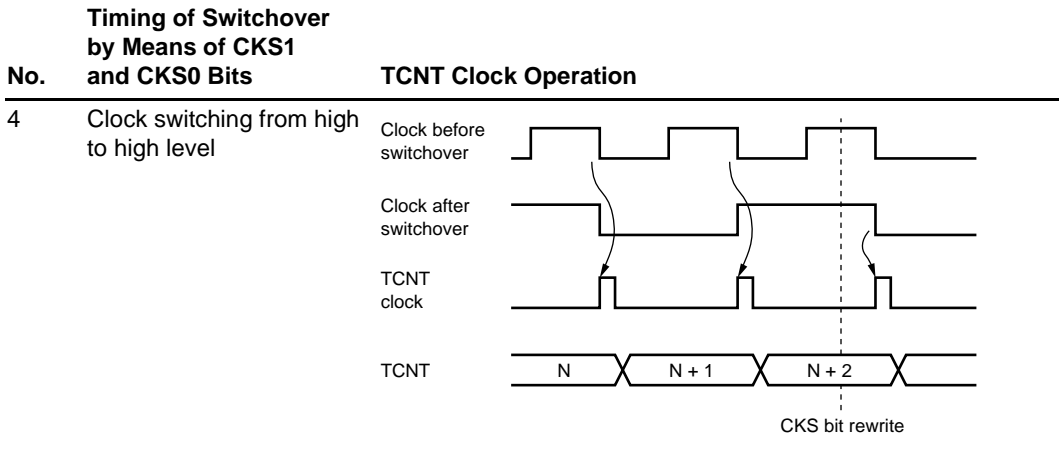 Timing of Switchover
by Means of CKS1
No. and CKS0 Bits TCNT Clock Operation
4 Clock switching from high
to high level
Clock before
switchover
Clock after
switchover
TCNT
clock
TCNT N N + 1 N + 2
CKS bit rewrite